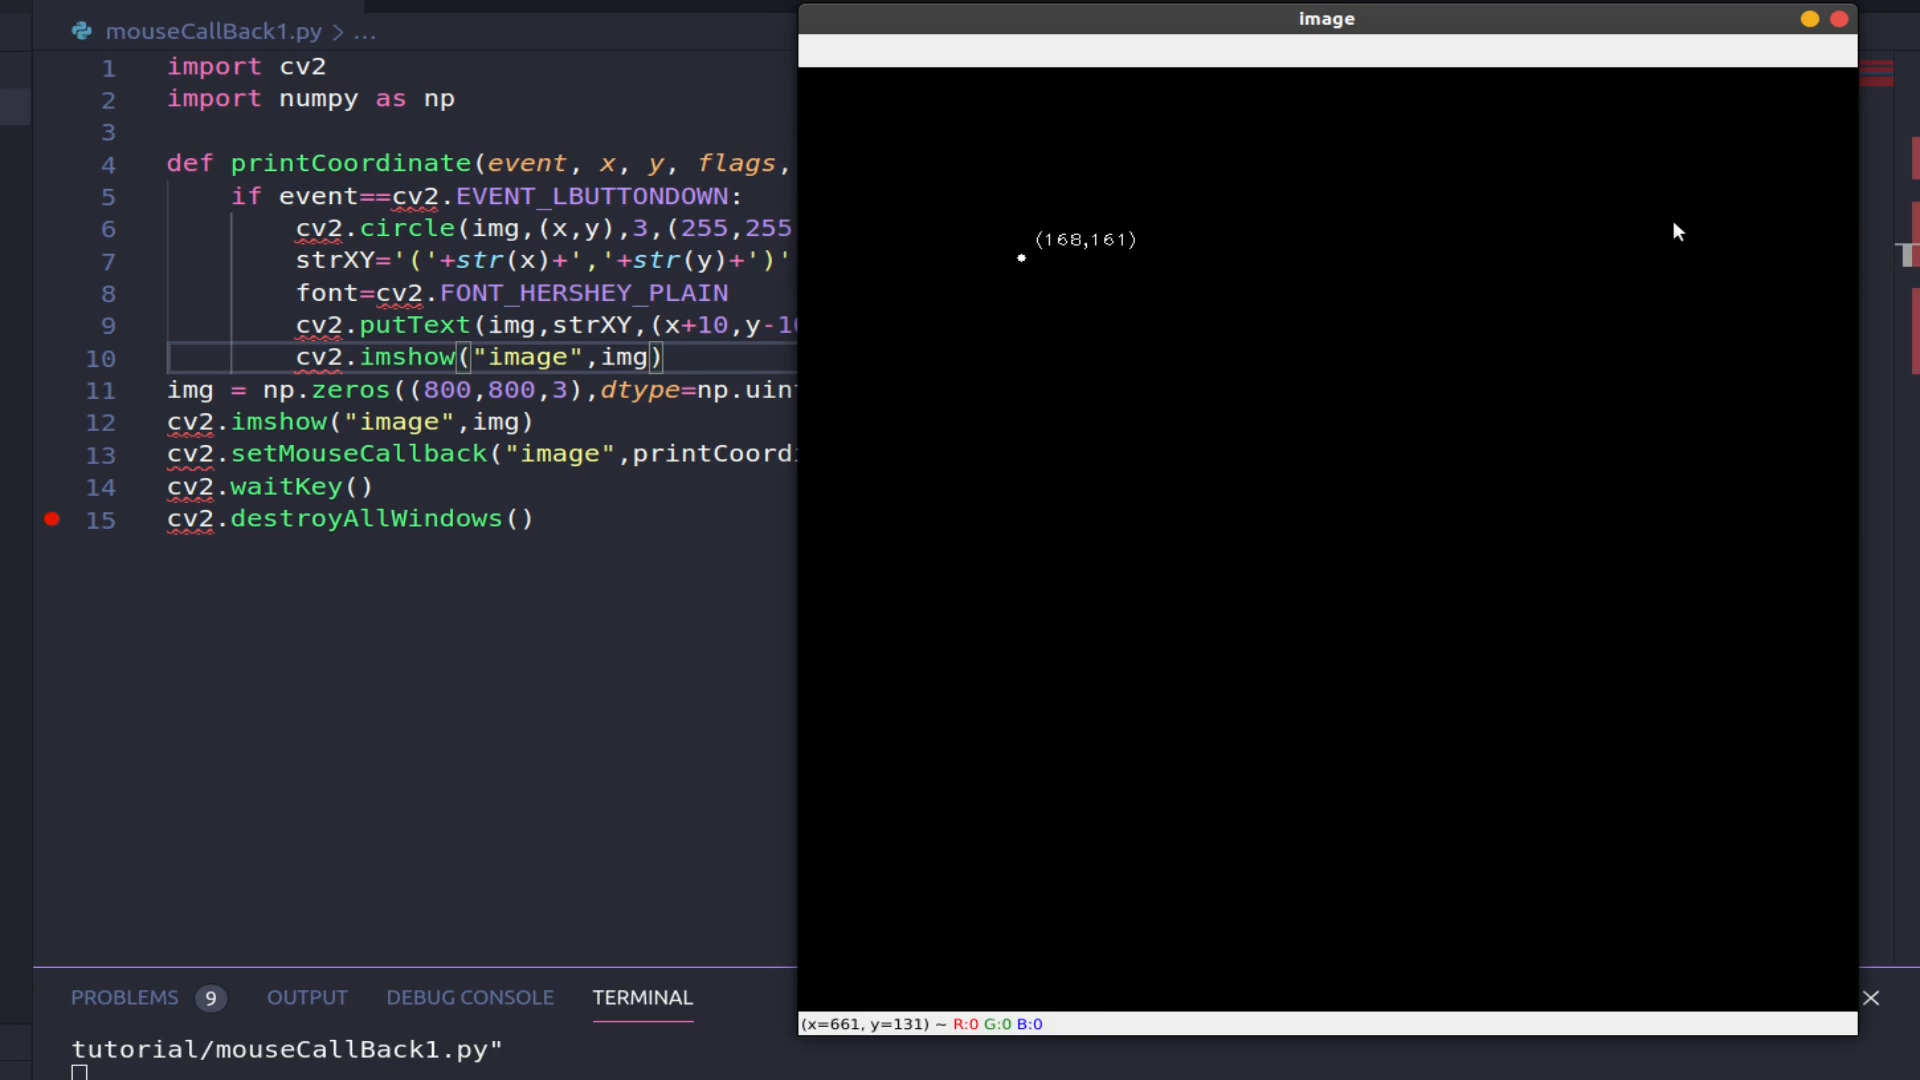 mouseCallBack1.py > ...
1 import cv2
2 import numpy as np
3
4 def printCoordinate(event, x, y, flags,
5 if event==cv2.EVENT_LBUTTONDOWN:
6 cv2.circle(img,(x,y),3,(255,255
7 strXY='('+str(x)+','+str(y)+')'
8 font=cv2.FONT_HERSHEY_PLAIN
9 cv2.putText(img,strXY,(x+10,y-10
10 cv2.imshow("image",img)
11 img = np.zeros((800,800,3),dtype=np.uint
12 cv2.imshow("image",img)
13 cv2.setMouseCallback("image",printCoordi
14 cv2.waitKey()
15 cv2.destroyAllWindows()
image
(168,161)
(x=661, y=131) ~ R:0 G:0 B:0
PROBLEMS 9 OUTPUT DEBUG CONSOLE TERMINAL
tutorial/mouseCallBack1.py"